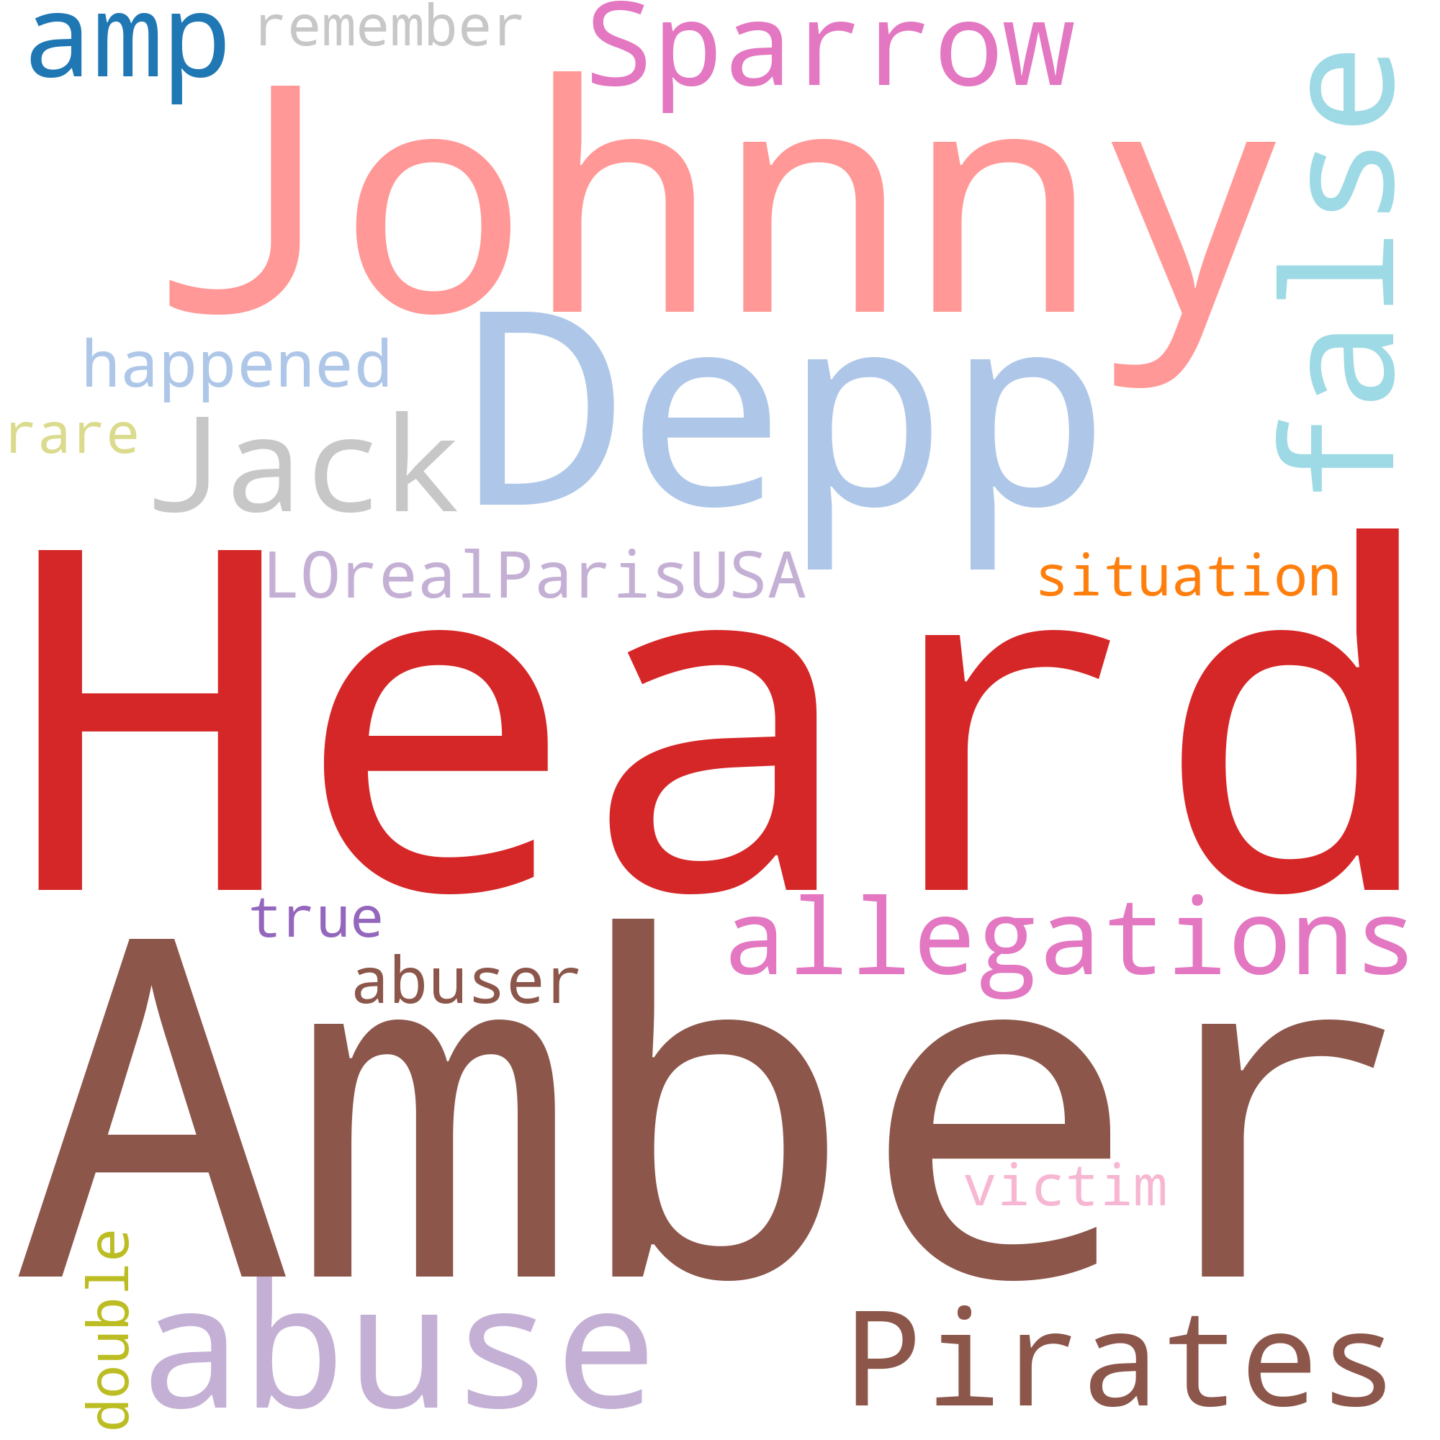 amp
remember
Sparrow
Johnny
false
happened
Depp
rare
Jack
LOrealParisUSA
situation
Heard
true
allegations
abuser
Amber
victim
double
abuse
Pirates